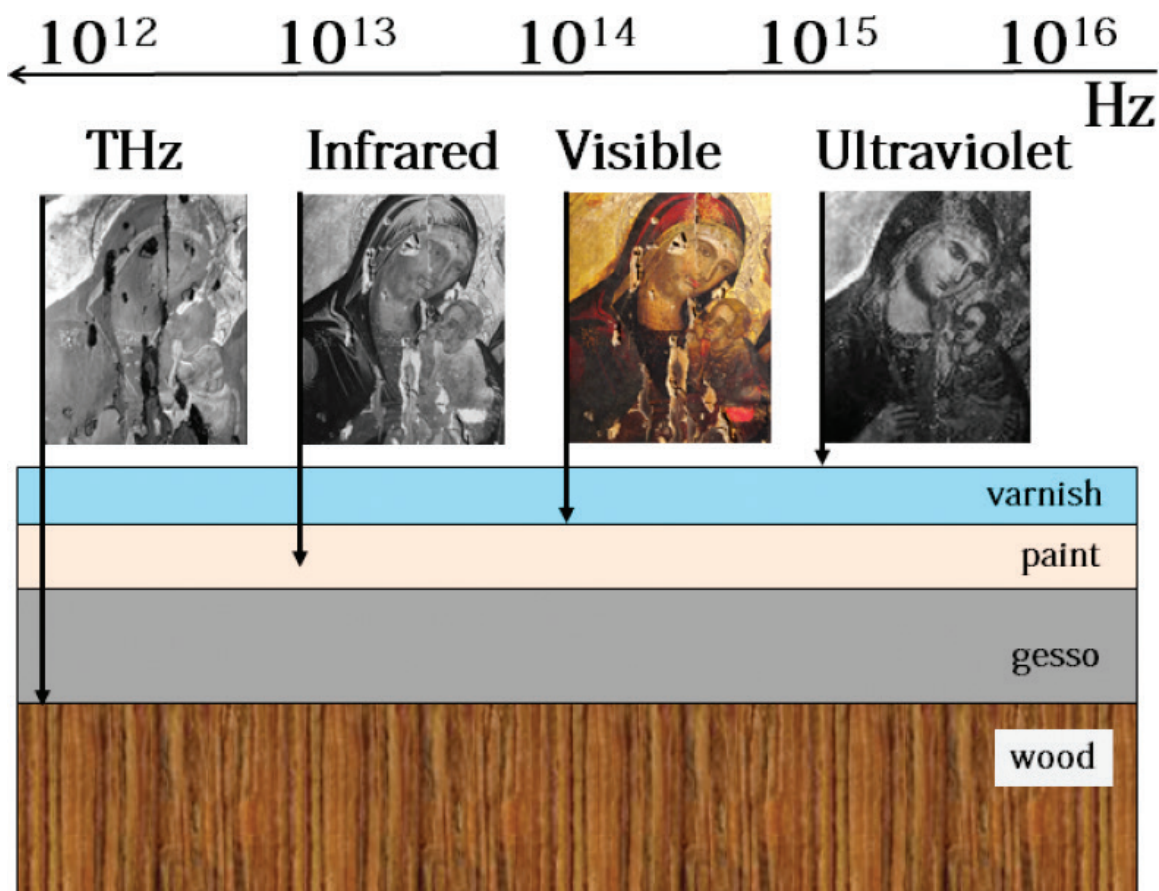 10¹² 10¹³ 10¹⁴ 10¹⁵ 10¹⁶
Hz
THz Infrared Visible Ultraviolet
varnish
paint
gesso
wood